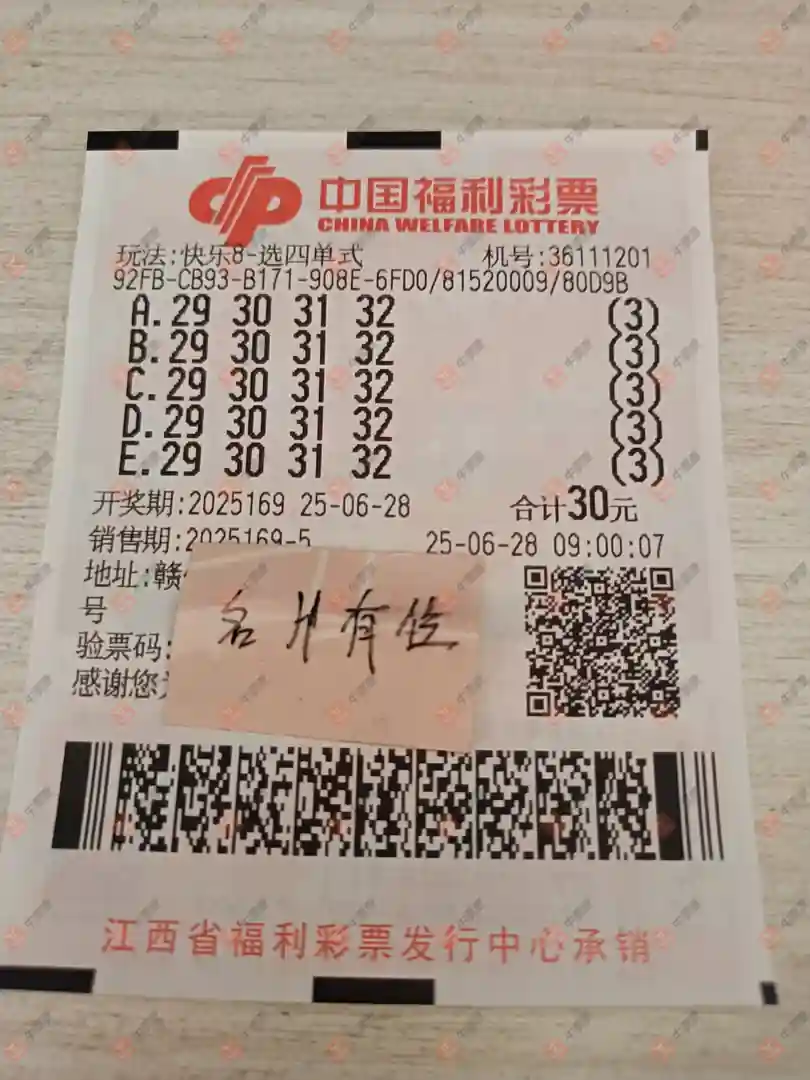 中国福利彩票
CHINA WELFARE LOTTERY
玩法:快乐8-选四单式 机号:36111201
92FB-CB93-B171-908E-6FD0/81520009/80D9B
A.29 30 31 32 (3)
B.29 30 31 32 (3)
C.29 30 31 32 (3)
D.29 30 31 32 (3)
E.29 30 31 32 (3)
开奖期:2025169 25-06-28 合计30元
销售期:2025169-5 25-06-28 09:00:07
地址:赣
号
名片有位
验票码:
感谢您
江西省福利彩票发行中心承销